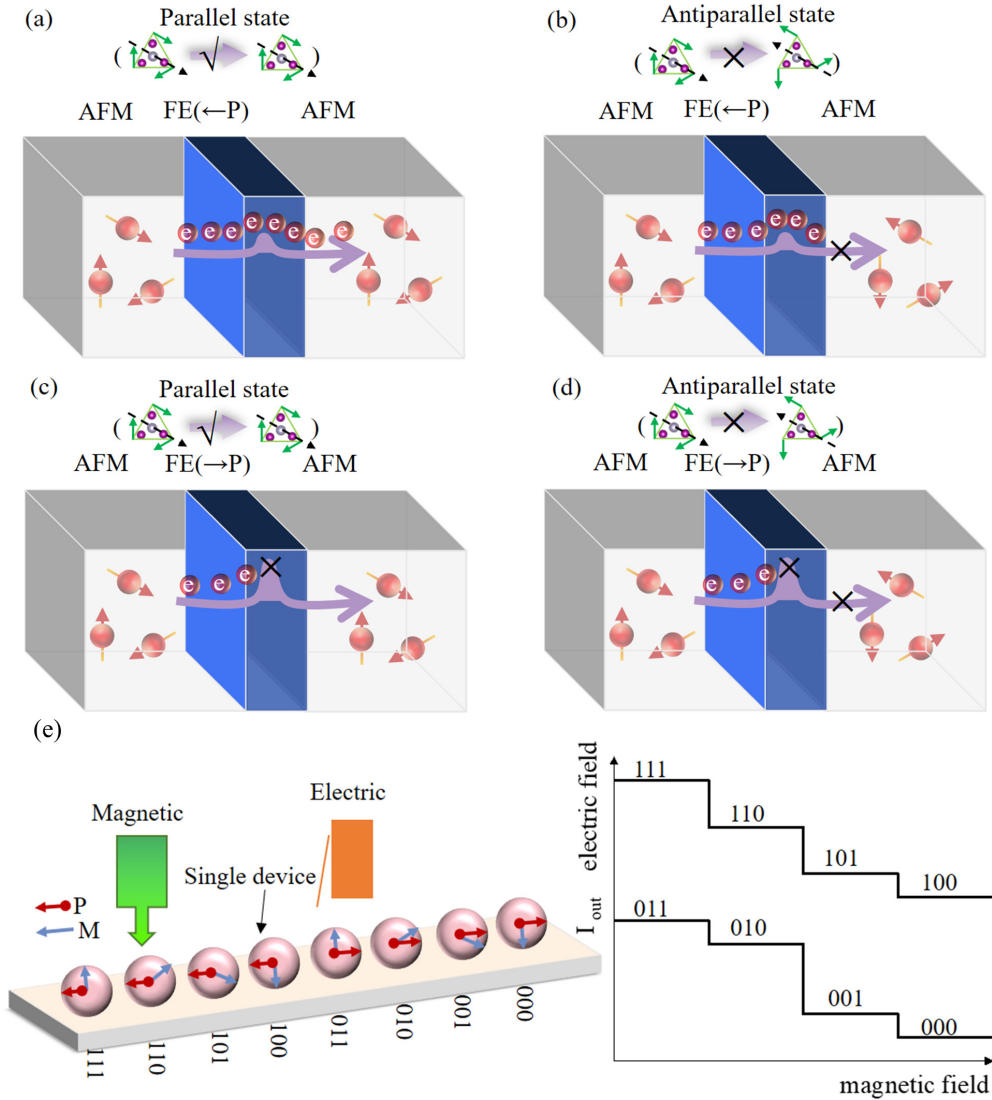 (a)
Parallel state
( √ )
AFM FE(←P) AFM
e e e e e e e e
(b)
Antiparallel state
( × )
AFM FE(←P) AFM
e e e e e e
×
(c)
Parallel state
( √ )
AFM FE(→P) AFM
e e e ×
(d)
Antiparallel state
( × )
AFM FE(→P) AFM
e e e ×
×
(e)
Magnetic
Electric
Single device
P
M
111
110
101
100
011
010
001
000
I out electric field
111
110
101
100
011
010
001
000
magnetic field